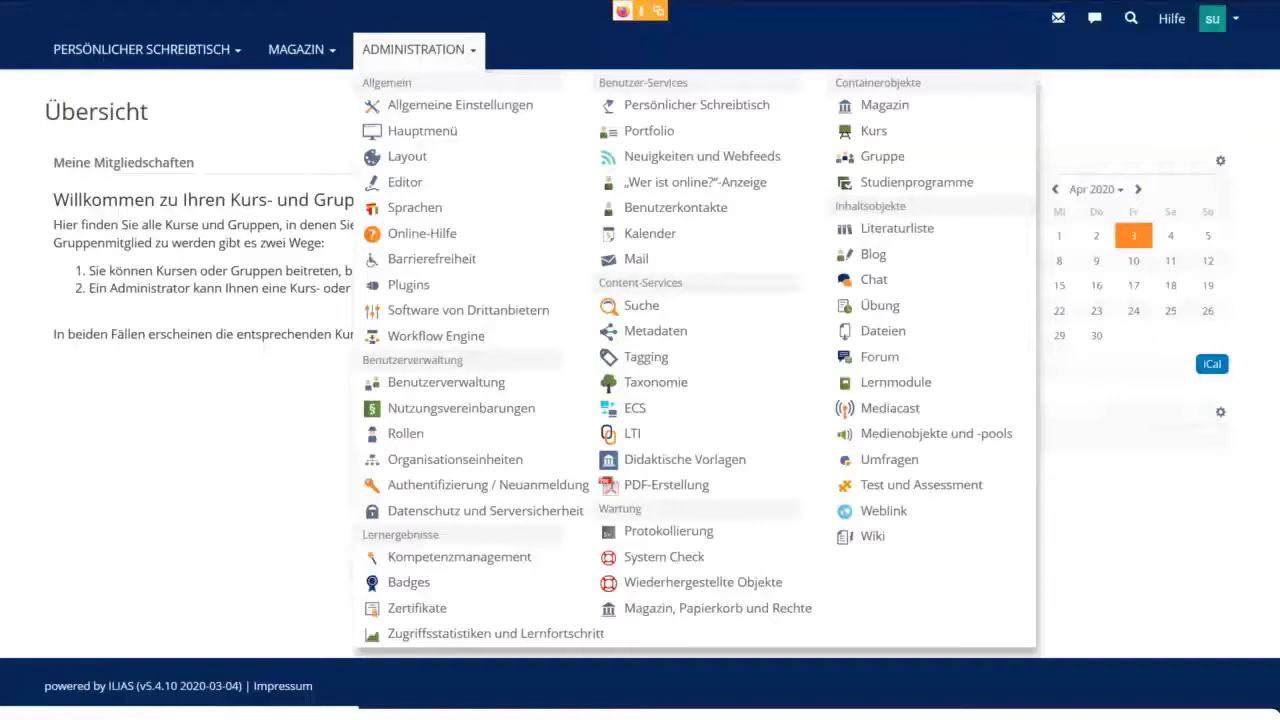 Hilfe
su
PERSÖNLICHER SCHREIBTISCH
MAGAZIN
ADMINISTRATION
Übersicht
Meine Mitgliedschaften
Willkommen zu Ihren Kurs- und Grup
Hier finden Sie alle Kurse und Gruppen, in denen Sie
Gruppenmitglied zu werden gibt es zwei Wege:
1. Sie können Kursen oder Gruppen beitreten, b
2. Ein Administrator kann Ihnen eine Kurs- oder
In beiden Fällen erscheinen die entsprechenden Kur
Allgemein
Allgemeine Einstellungen
Hauptmenü
Layout
Editor
Sprachen
Online-Hilfe
Barrierefreiheit
Plugins
Software von Drittanbietern
Workflow Engine
Benutzerverwaltung
Benutzerverwaltung
Nutzungsvereinbarungen
Rollen
Organisationseinheiten
Authentifizierung / Neuanmeldung
Datenschutz und Serversicherheit
Lernergebnisse
Kompetenzmanagement
Badges
Zertifikate
Zugriffsstatistiken und Lernfortschritt
Benutzer-Services
Persönlicher Schreibtisch
Portfolio
Neuigkeiten und Webfeeds
„Wer ist online?"-Anzeige
Benutzerkontakte
Kalender
Mail
Content-Services
Suche
Metadaten
Tagging
Taxonomie
ECS
LTI
Didaktische Vorlagen
PDF-Erstellung
Wartung
Protokollierung
System Check
Wiederhergestellte Objekte
Magazin, Papierkorb und Rechte
Containerobjekte
Magazin
Kurs
Gruppe
Studienprogramme
Inhaltsobjekte
Literaturliste
Blog
Chat
Übung
Dateien
Forum
Lernmodule
Mediacast
Medienobjekte und -pools
Umfragen
Test und Assessment
Weblink
Wiki
Apr 2020
Mi Do Fr Sa So
1 2 3 4 5
8 9 10 11 12
15 16 17 18 19
22 23 24 25 26
29 30
iCal
powered by ILIAS (v5.4.10 2020-03-04) | Impressum